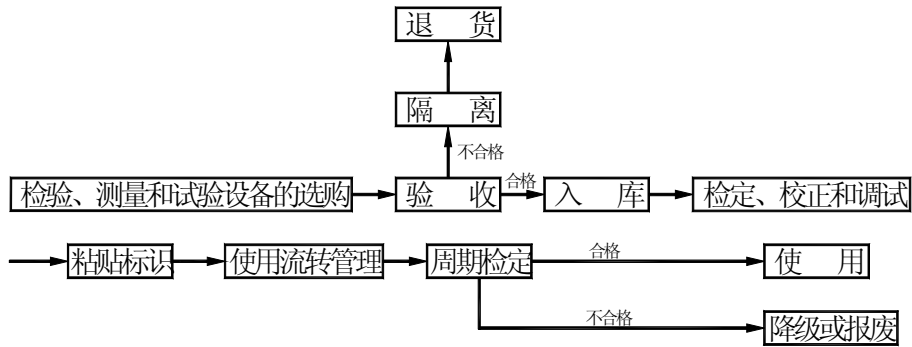 退 货
隔 离
不合格
检验、测量和试验设备的选购 验 收 合格 入 库 检定、校正和调试
粘贴标识 使用流转管理 周期检定 合格 使 用
不合格 降级或报废